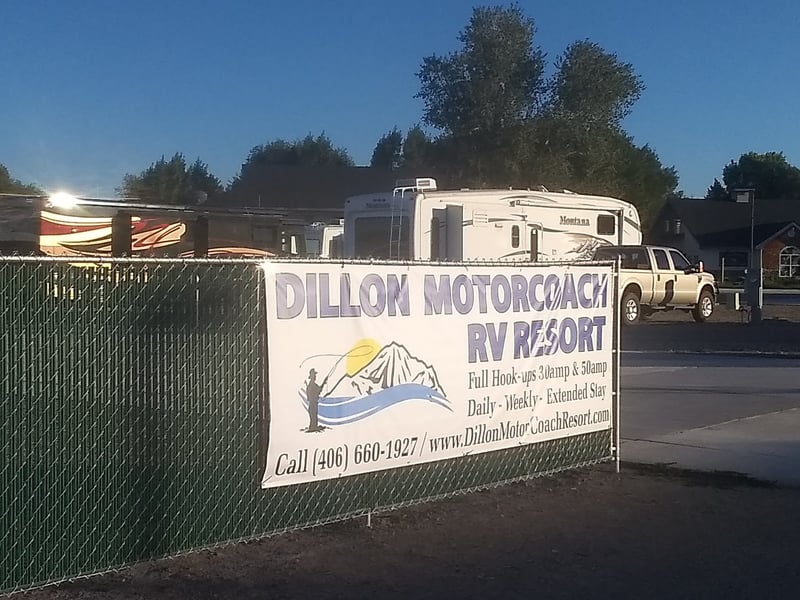 Montana
DILLON MOTORCOACH
RV RESORT
Full Hook-ups 30amp & 50amp
Daily - Weekly - Extended Stay
Call (406) 660-1927 / www.DillonMotorCoachResort.com